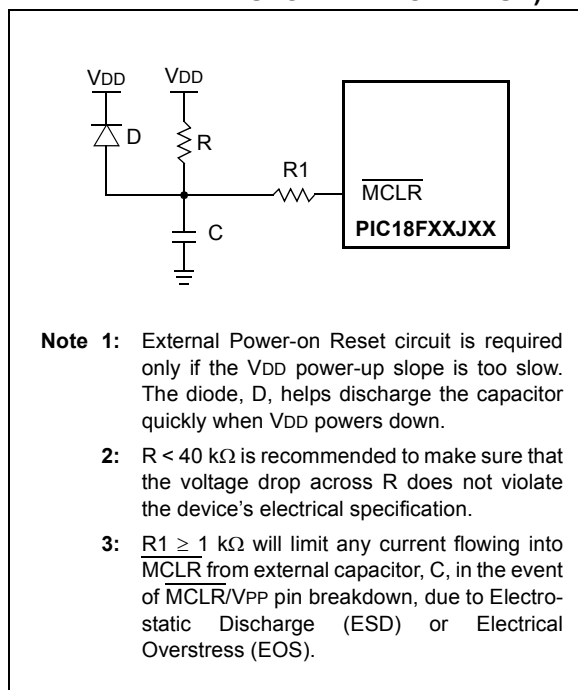 VDD VDD
D R
R1
MCLR
C PIC18FXXJXX
Note 1: External Power-on Reset circuit is required
only if the VDD power-up slope is too slow.
The diode, D, helps discharge the capacitor
quickly when VDD powers down.
2: R < 40 kΩ is recommended to make sure that
the voltage drop across R does not violate
the device's electrical specification.
3: R1 ≥ 1 kΩ will limit any current flowing into
MCLR from external capacitor, C, in the event
of MCLR/VPP pin breakdown, due to Electro-
static Discharge (ESD) or Electrical
Overstress (EOS).